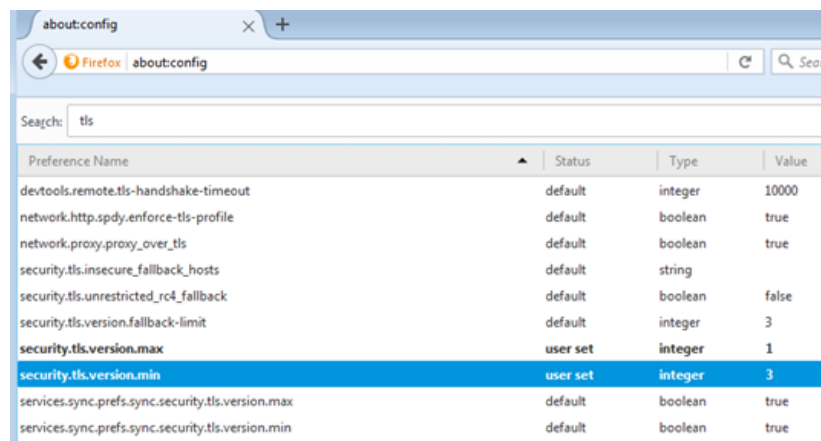 about:config
Firefox about:config
Search: tls
Preference Name Status Type Value
devtools.remote.tls-handshake-timeout default integer 10000
network.http.spdy.enforce-tls-profile default boolean true
network.proxy.proxy_over_tls default boolean true
security.tls.insecure_fallback_hosts default string
security.tls.unrestricted_rc4_fallback default boolean false
security.tls.version.fallback-limit default integer 3
security.tls.version.max user set integer 1
security.tls.version.min user set integer 3
services.sync.prefs.sync.security.tls.version.max default boolean true
services.sync.prefs.sync.security.tls.version.min default boolean true